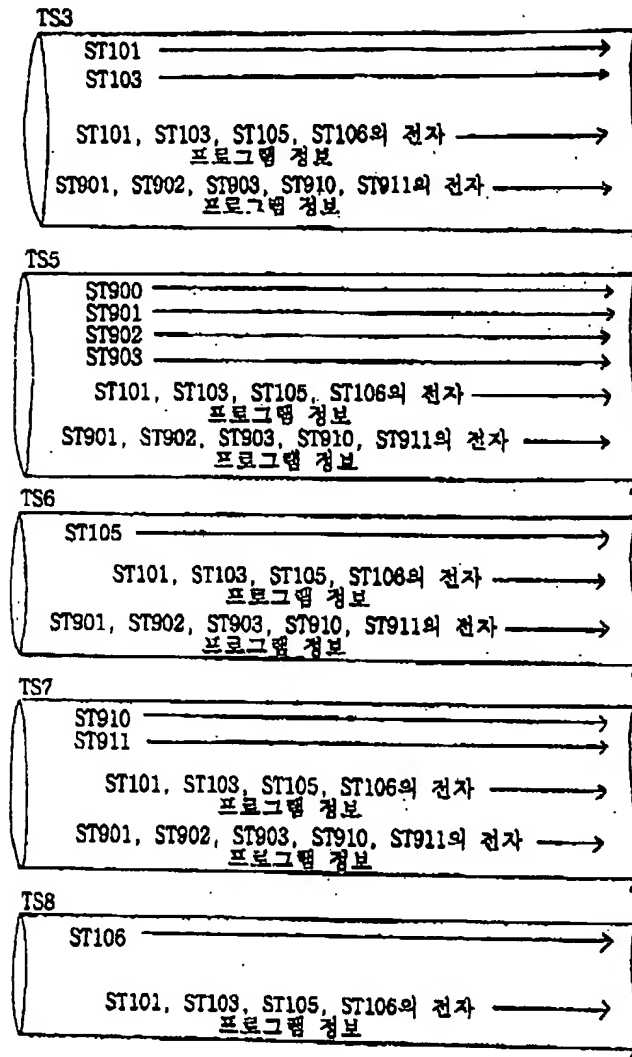 TS3
ST101
ST103
ST101, ST103, ST105, ST106의 전자
프로그램 정보
ST901, ST902, ST903, ST910, ST911의 전자
프로그램 정보
TS5
ST900
ST901
ST902
ST903
ST101, ST103, ST105, ST106의 전자
프로그램 정보
ST901, ST902, ST903, ST910, ST911의 전자
프로그램 정보
TS6
ST105
ST101, ST103, ST105, ST106의 전자
프로그램 정보
ST901, ST902, ST903, ST910, ST911의 전자
프로그램 정보
TS7
ST910
ST911
ST101, ST103, ST105, ST106의 전자
프로그램 정보
ST901, ST902, ST903, ST910, ST911의 전자
프로그램 정보
TS8
ST106
ST101, ST103, ST105, ST106의 전자
프로그램 정보